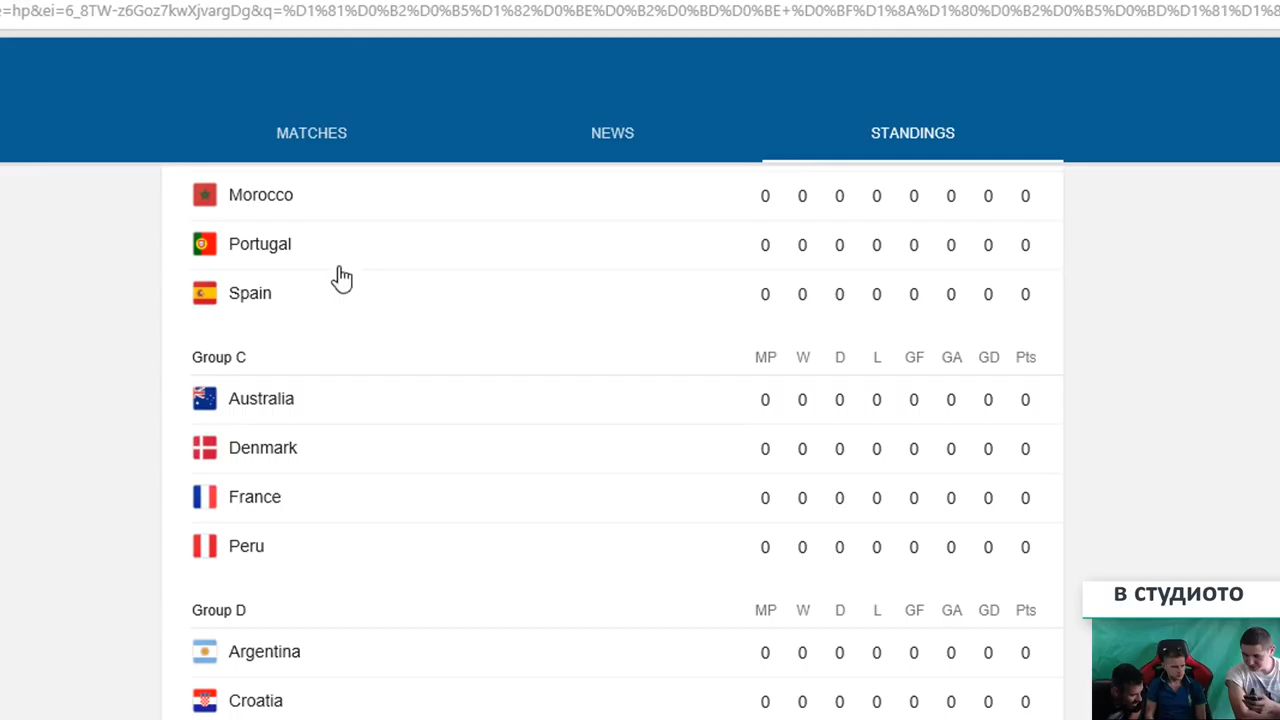 =hp&ei=6_8TW-z6Goz7kwXjvargDg&q=%D1%81%D0%B2%D0%B5%D1%82%D0%BE%D0%B2%D0%BD%D0%BE+%D0%BF%D1%8A%D1%80%D0%B2%D0%B5%D0%BD%D1%81%D1%8
MATCHES NEWS STANDINGS
Morocco 0 0 0 0 0 0 0 0
Portugal 0 0 0 0 0 0 0 0
Spain 0 0 0 0 0 0 0 0
Group C MP W D L GF GA GD Pts
Australia 0 0 0 0 0 0 0 0
Denmark 0 0 0 0 0 0 0 0
France 0 0 0 0 0 0 0 0
Peru 0 0 0 0 0 0 0 0
в студиото
Group D MP W D L GF GA GD Pts
Argentina 0 0 0 0 0 0 0 0
Croatia 0 0 0 0 0 0 0 0